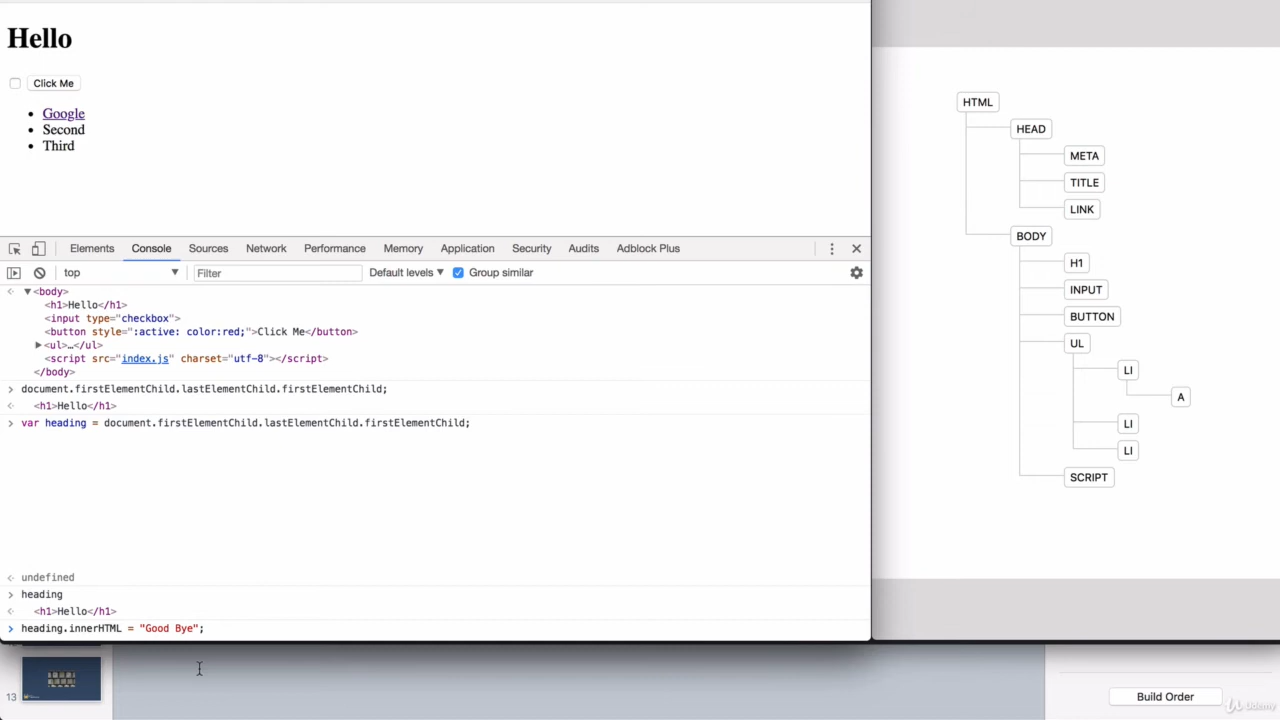 Hello
Click Me
Google
Second
Third
Elements Console Sources Network Performance Memory Application Security Audits Adblock Plus
top Filter Default levels Group similar
<body>
<h1>Hello</h1>
<input type="checkbox">
<button style=":active: color:red;">Click Me</button>
<ul>…</ul>
<script src="index.js" charset="utf-8"></script>
</body>
> document.firstElementChild.lastElementChild.firstElementChild;
<h1>Hello</h1>
> var heading = document.firstElementChild.lastElementChild.firstElementChild;
undefined
> heading
<h1>Hello</h1>
> heading.innerHTML = "Good Bye";
HTML
HEAD
META
TITLE
LINK
BODY
H1
INPUT
BUTTON
UL
LI
A
LI
LI
SCRIPT
13
Build Order
Udemy